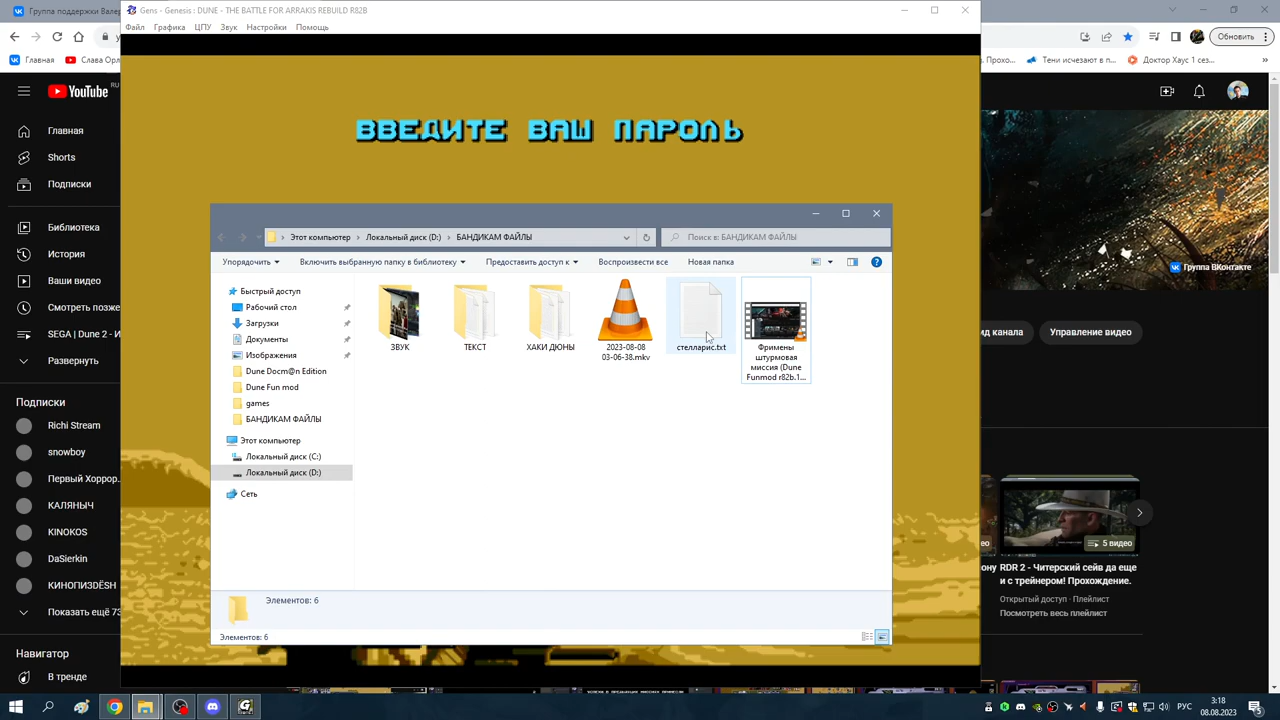 Gens - Genesis : DUNE - THE BATTLE FOR ARRAKIS REBUILD R82B
Файл Графика ЦПУ Звук Настройки Помощь
Группа поддержки
Обновить
Главная
Слава Орл
Прохо...
Тени исчезают в п...
Доктор Хаус 1 сез...
YouTube
RU
Главная
Shorts
Подписки
Библиотека
История
Ваши видео
Смотреть позже
SEGA | Dune 2 - И
Развернуть
Подписки
Richi Stream
snowboy
Первый Хоррор
КАЛЯНЫЧ
KINOKOS
DaSierkin
КИНОПИЗDЁSH
Показать ещё 73
Навигатор
В тренде
ВВЕДИТЕ ВАШ ПАРОЛЬ
Этот компьютер
Локальный диск (D:)
БАНДИКАМ ФАЙЛЫ
Поиск в: БАНДИКАМ ФАЙЛЫ
Упорядочить
Включить выбранную папку в библиотеку
Предоставить доступ к
Воспроизвести все
Новая папка
Быстрый доступ
Рабочий стол
Загрузки
Документы
Изображения
Dune Docm@n Edition
Dune Fun mod
games
БАНДИКАМ ФАЙЛЫ
Этот компьютер
Локальный диск (C:)
Локальный диск (D:)
Сеть
ЗВУК
ТЕКСТ
ХАКИ ДЮНЫ
2023-08-08
03-06-38.mkv
стелларис.txt
Фримены
штурмовая
миссия (Dune
Funmod r82b.1...
Элементов: 6
Элементов: 6
Группа ВКонтакте
ид канала
Управление видео
5 видео
RDR 2 - Читерский сейв да еще
и с трейнером! Прохождение.
Открытый доступ · Плейлист
Посмотреть весь плейлист
РУС
3:18
08.08.2023